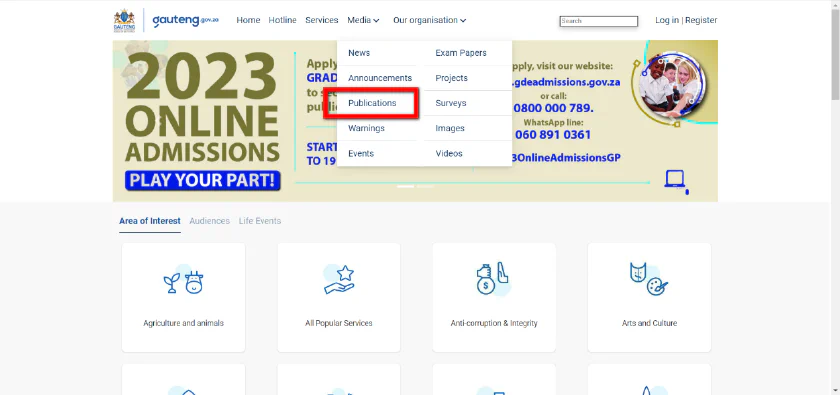 GAUTENG
gauteng.gov.za
Home Hotline Services Media Our organisation
Search
Log in | Register
News
Exam Papers
Announcements
Projects
Publications
Surveys
Warnings
Images
Events
Videos
2023
ONLINE
ADMISSIONS
PLAY YOUR PART!
Appl
GRAD
to se
publi
START
TO 19
pply, visit our website:
.gdeadmissions.gov.za
or call:
0800 000 789.
WhatsApp line:
060 891 0361
3OnlineAdmissionsGP
Area of Interest Audiences Life Events
Agriculture and animals
All Popular Services
Anti-corruption & Integrity
Arts and Culture